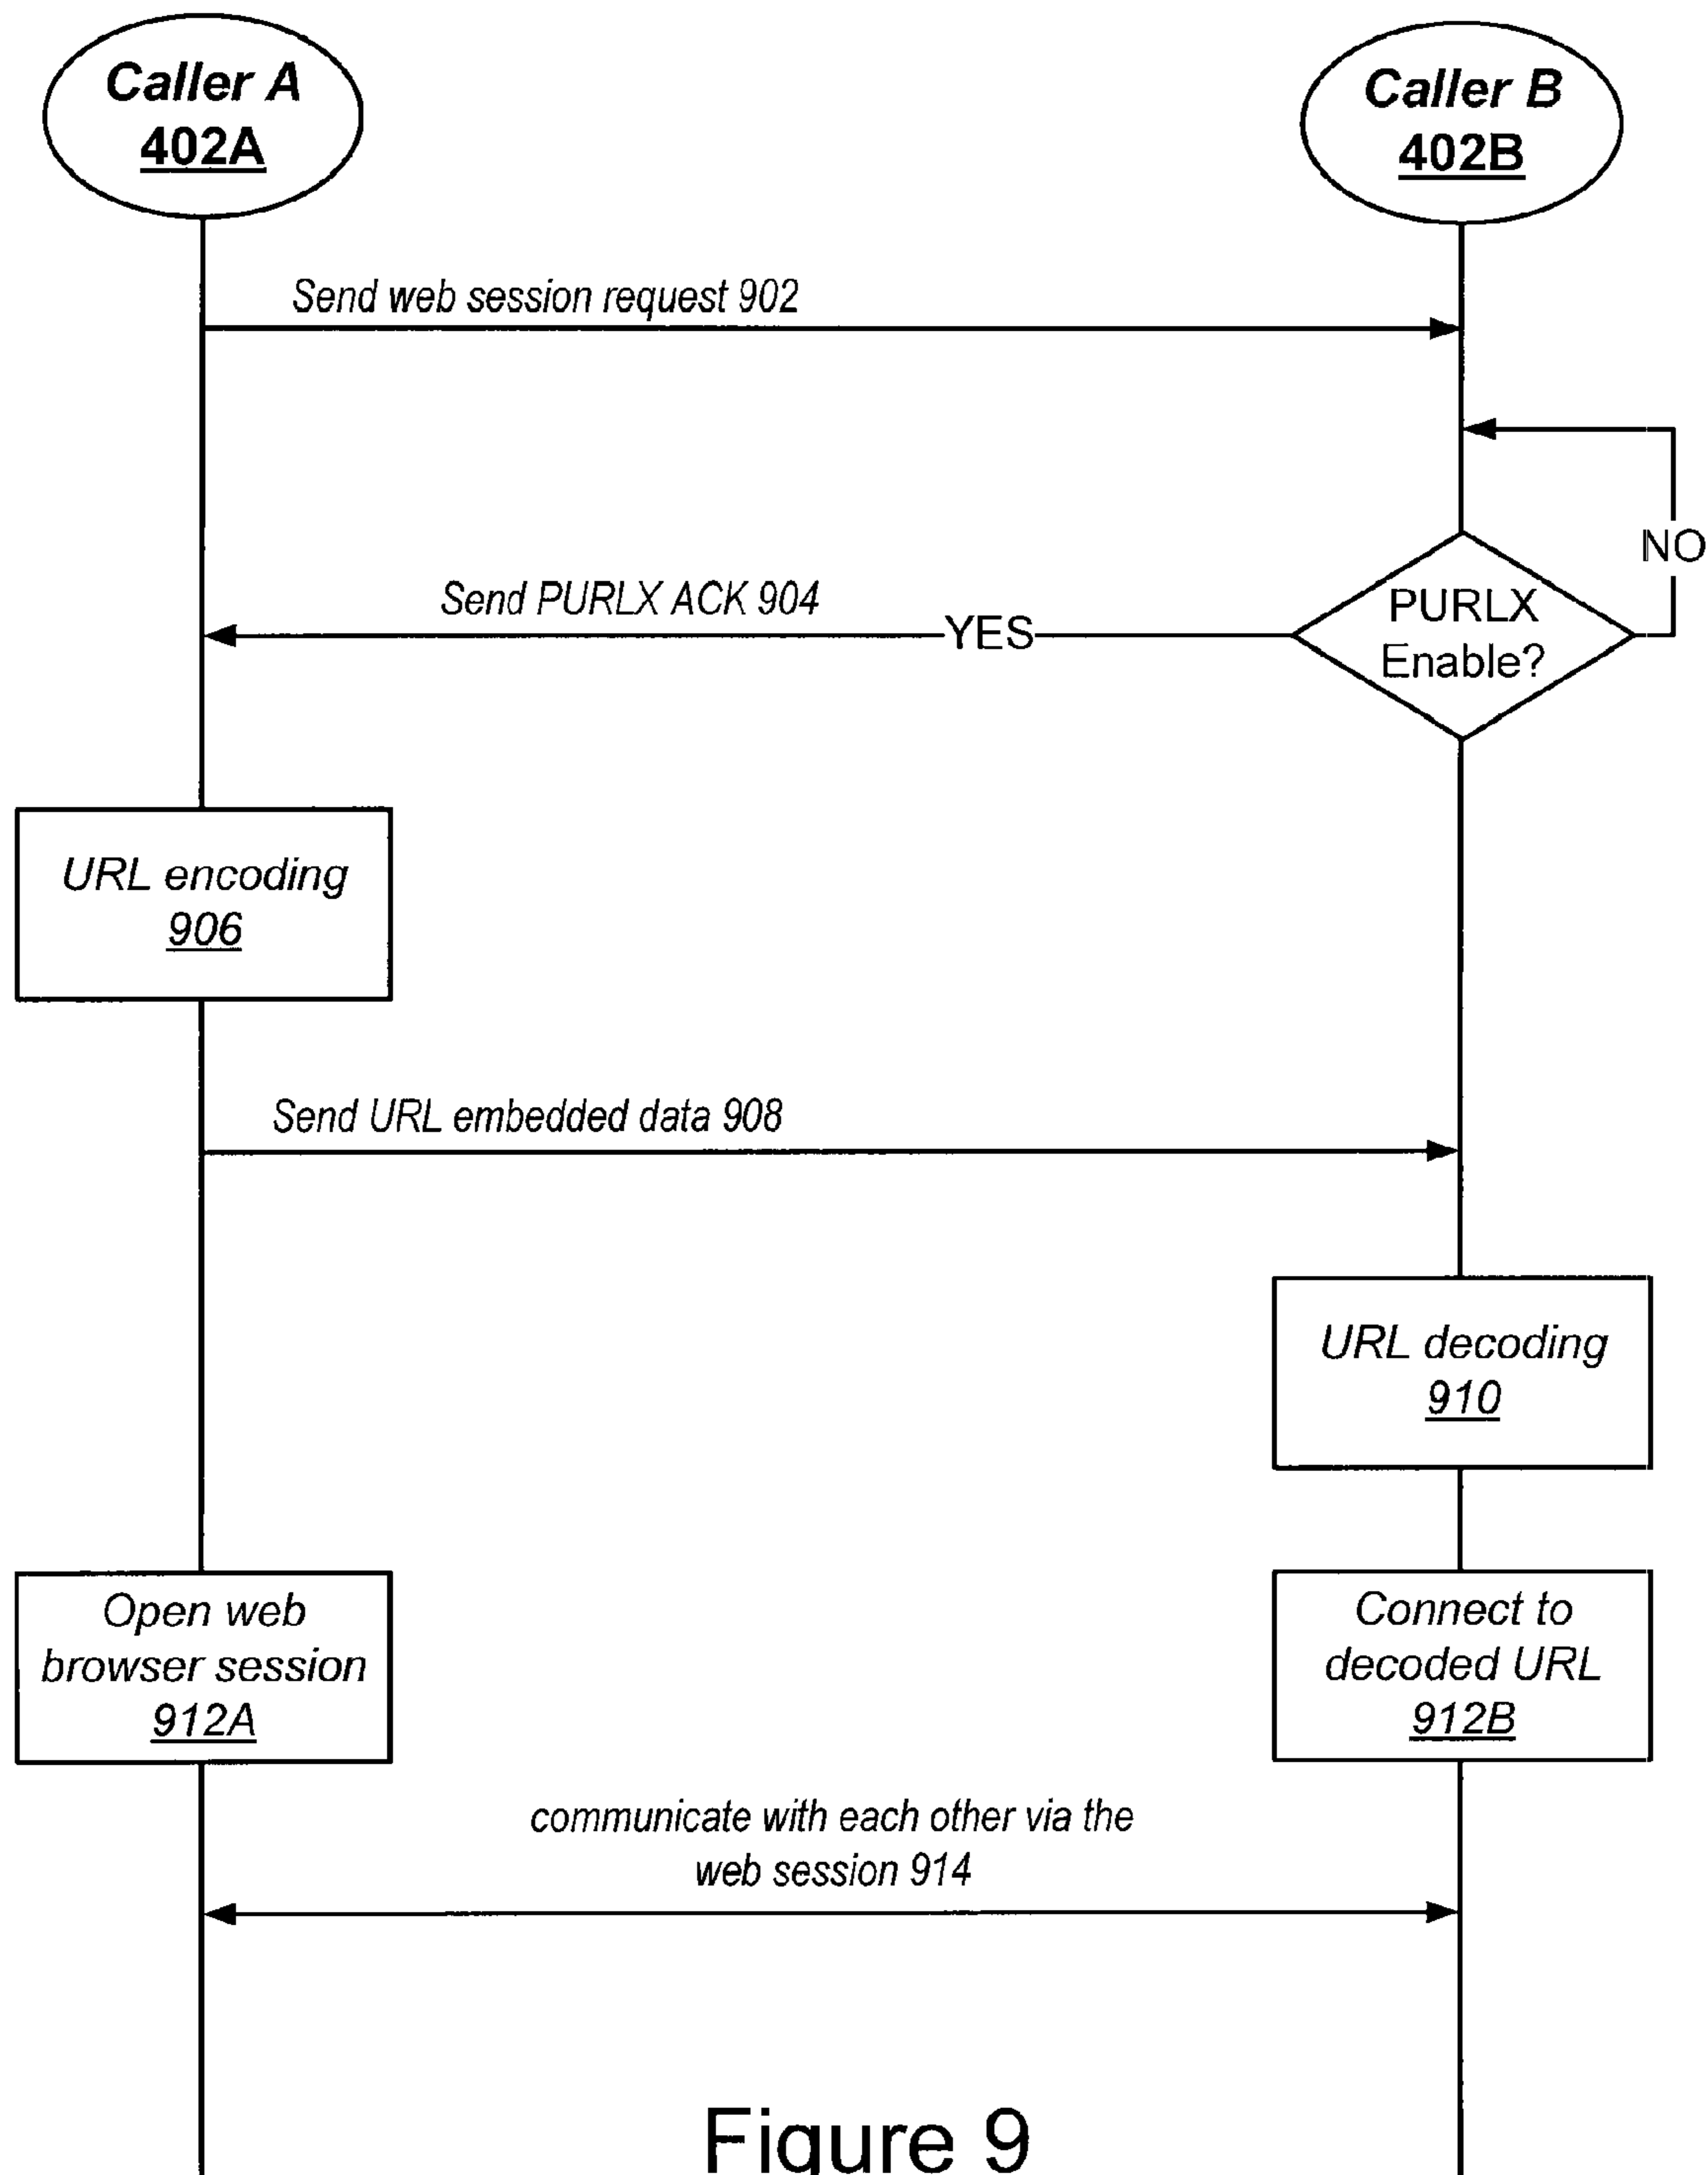 Caller A
402A
Caller B
402B
Send web session request 902
NO
Send PURLX ACK 904
YES
PURLX
Enable?
URL encoding
906
Send URL embedded data 908
URL decoding
910
Open web
browser session
912A
Connect to
decoded URL
912B
communicate with each other via the
web session 914
Figure 9